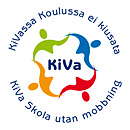 KiVassa Koulussa ei kiusata
KiVa
KiVa Skola utan mobbning